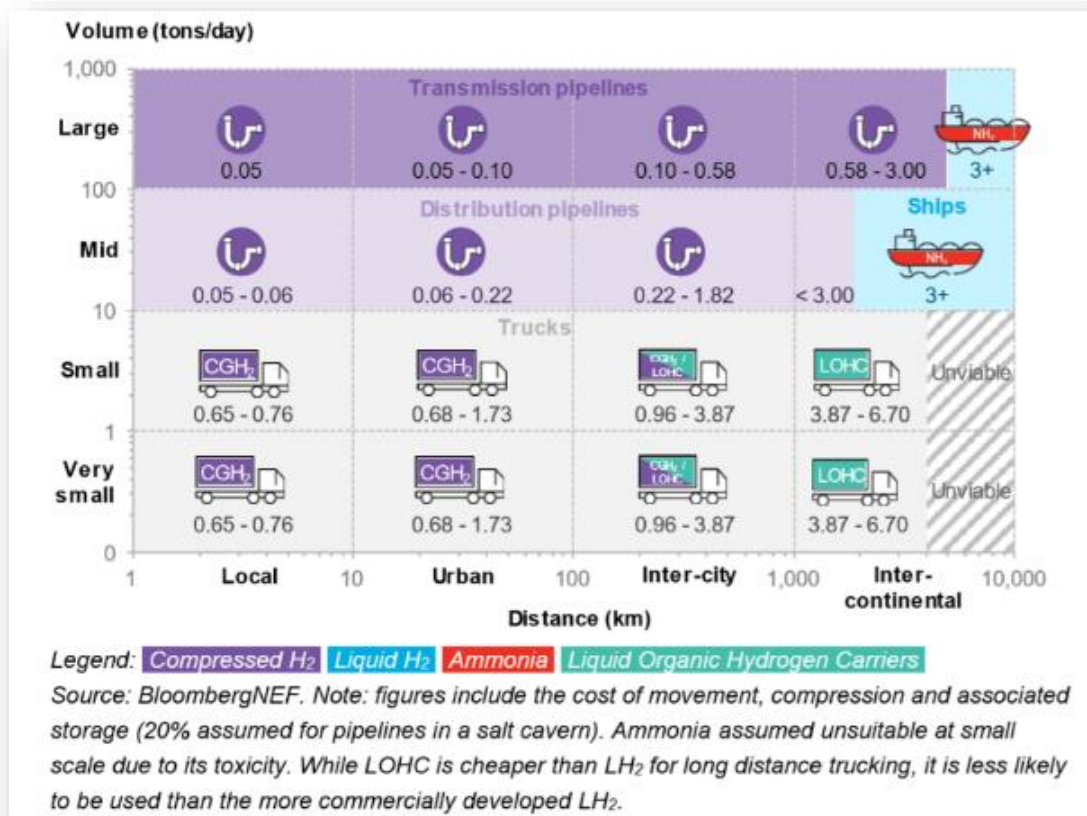 Volume (tons/day)
1,000
Transmission pipelines
Large
NH₃
0.05
0.05 - 0.10
0.10 - 0.58
0.58 - 3.00
3+
100
Distribution pipelines
Ships
Mid
NH₃
0.05 - 0.06
0.06 - 0.22
0.22 - 1.82
< 3.00
3+
10
Trucks
Small
CGH₂
CGH₂
CGH₂ /
LOHC
LOHC
Unviable
0.65 - 0.76
0.68 - 1.73
0.96 - 3.87
3.87 - 6.70
1
Very
small
CGH₂
CGH₂
CGH₂ /
LOHC
LOHC
Unviable
0.65 - 0.76
0.68 - 1.73
0.96 - 3.87
3.87 - 6.70
0
1
Local
10
Urban
100
Inter-city
1,000
Inter-
continental
10,000
Distance (km)
Legend: Compressed H₂ Liquid H₂ Ammonia Liquid Organic Hydrogen Carriers
Source: BloombergNEF. Note: figures include the cost of movement, compression and associated
storage (20% assumed for pipelines in a salt cavern). Ammonia assumed unsuitable at small
scale due to its toxicity. While LOHC is cheaper than LH₂ for long distance trucking, it is less likely
to be used than the more commercially developed LH₂.